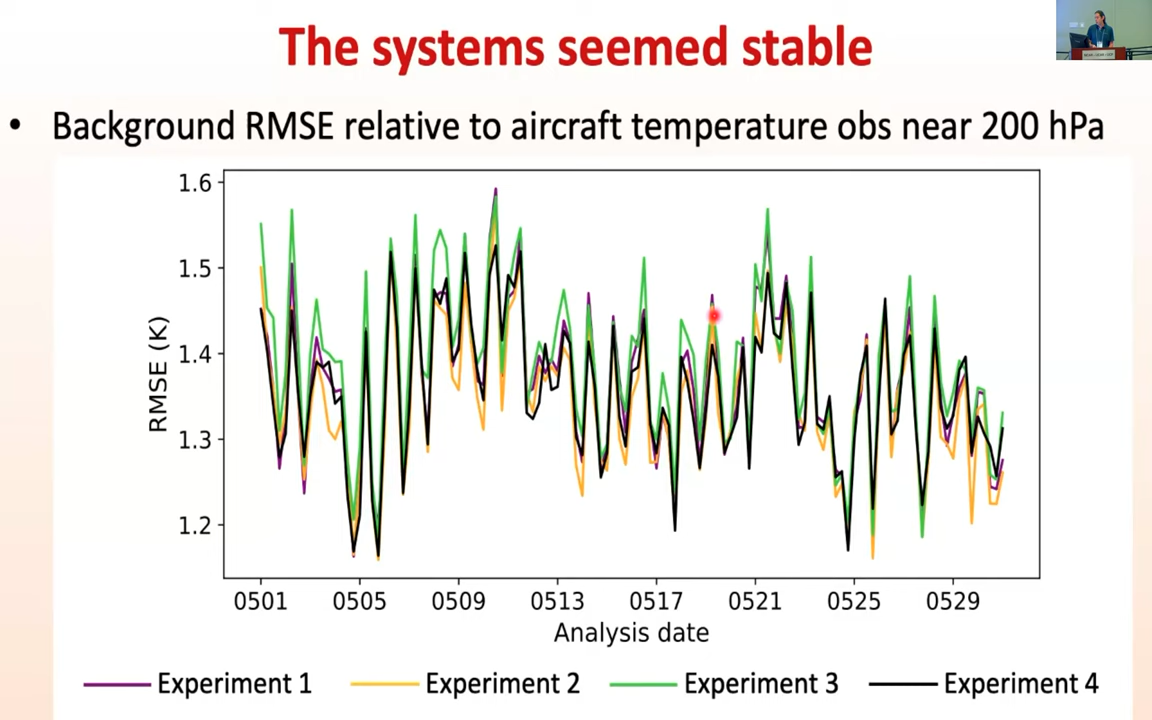 The systems seemed stable
• Background RMSE relative to aircraft temperature obs near 200 hPa
1.6
1.5
1.4
1.3
1.2
RMSE (K)
0501 0505 0509 0513 0517 0521 0525 0529
Analysis date
Experiment 1 Experiment 2 Experiment 3 Experiment 4